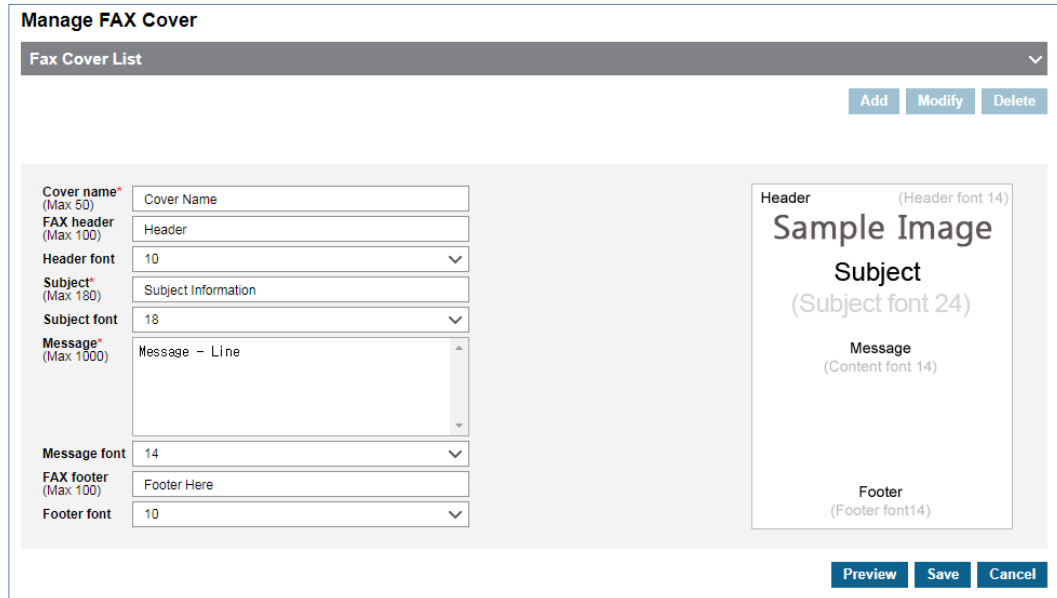 Manage FAX Cover
Fax Cover List
Add Modify Delete
Cover name*
(Max 50)
Cover Name
FAX header
(Max 100)
Header
Header font
10
Subject*
(Max 180)
Subject Information
Subject font
18
Message*
(Max 1000)
Message - Line
Message font
14
FAX footer
(Max 100)
Footer Here
Footer font
10
Header (Header font 14)
Sample Image
Subject
(Subject font 24)
Message
(Content font 14)
Footer
(Footer font14)
Preview Save Cancel